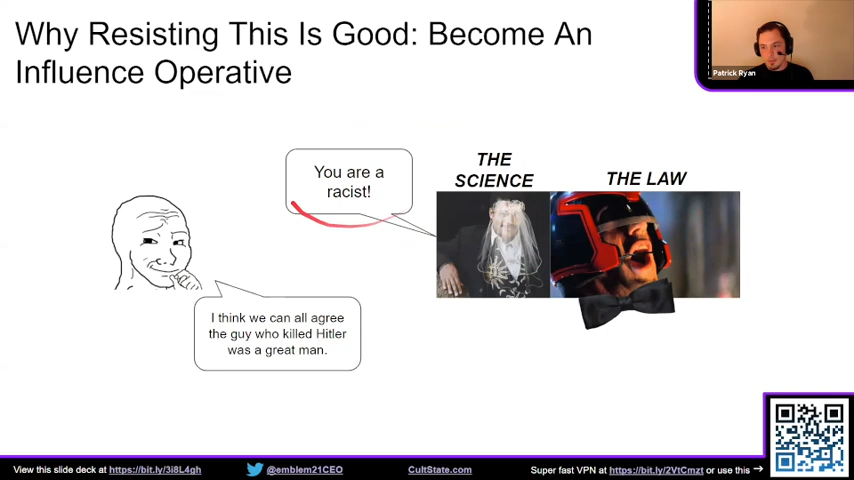 Why Resisting This Is Good: Become An
Influence Operative
Patrick Ryan
You are a
racist!
THE
SCIENCE
THE LAW
I think we can all agree
the guy who killed Hitler
was a great man.
View this slide deck at https://bit.ly/3i8L4gh
@emblem21CEO
CultState.com
Super fast VPN at https://bit.ly/2VtCmzt or use this